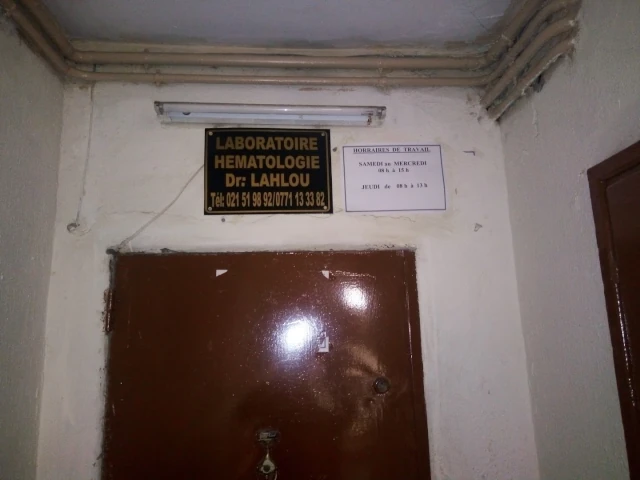 LABORATOIRE
HEMATOLOGIE
Dr: LAHLOU
Tél: 021 51 98 92/0771 13 33 82
HORRAIRES DE TRAVAIL
SAMEDI au MERCREDI
08 h à 15 h
JEUDI de 08 h à 13 h